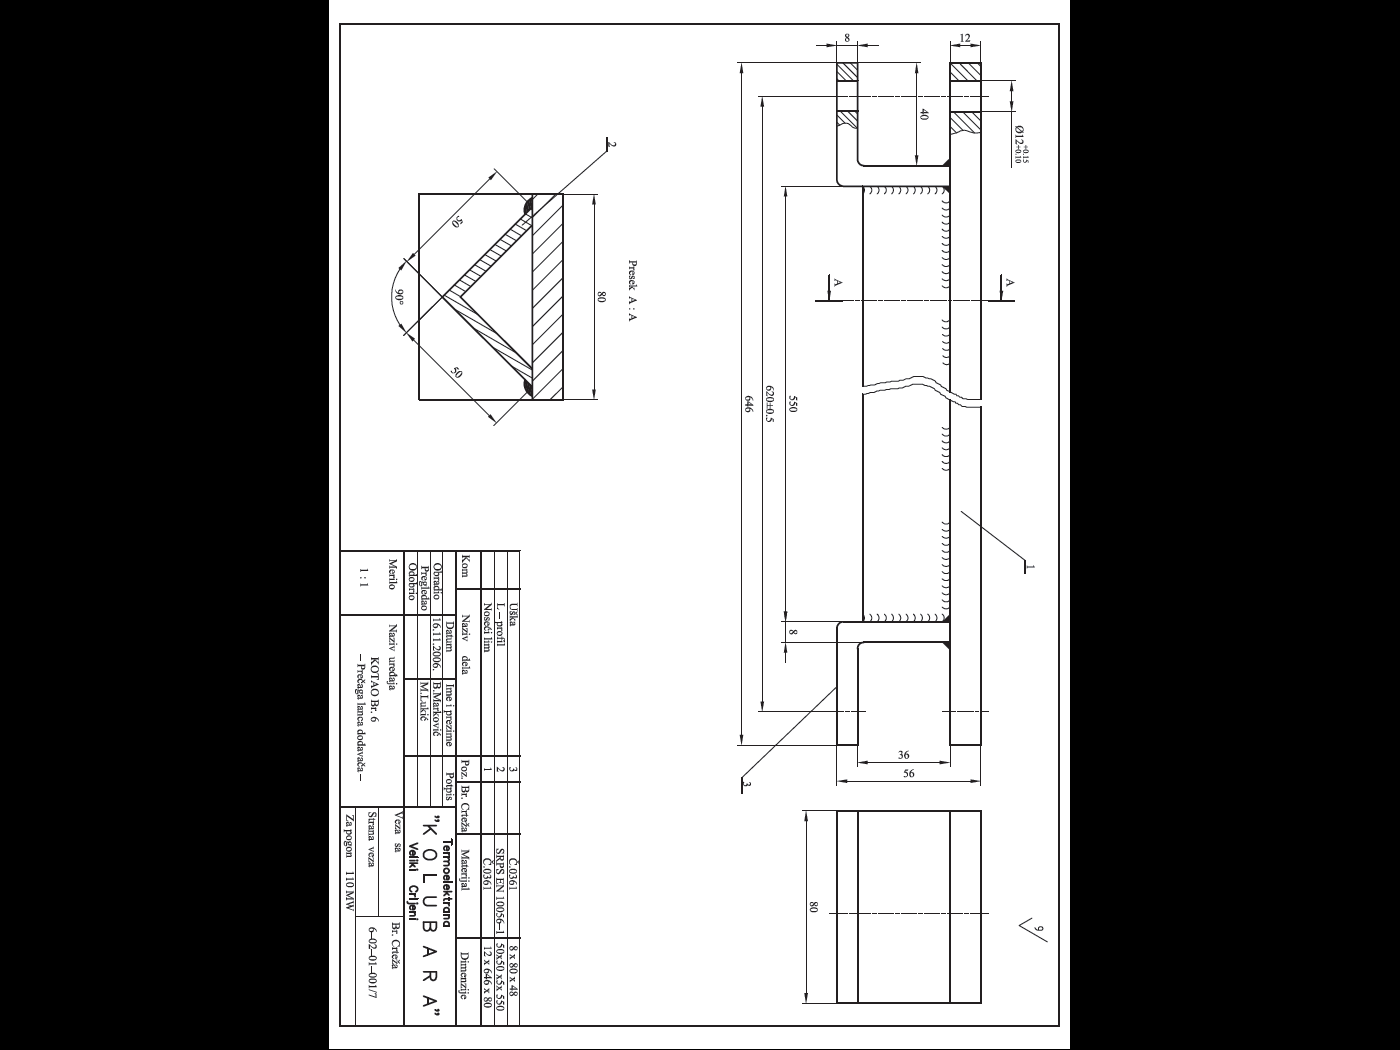 12
8
40
Ø12 +0.15 +0.10
A
A
550
620±0.5
646
1
8
3
36
56
80
9
Presek A : A
2
80
50
50
90°
3 Uška Č.0361 8 x 80 x 48
2 L – profil SRPS EN 10056–1 50x50 x5x 550
1 Noseći lim Č.0361 12 x 646 x 80
Kom Naziv dela Poz. Br. Crteža Materijal Dimenzije
Datum Ime i prezime Potpis
Obradio 16.11.2006. B.Marković
Pregledao M.Lukić
Odobrio
Termoelektrana
"K O L U B A R A"
Veliki Crljeni
Merilo
1 : 1
Naziv uređaja
KOTAO Br. 6
– Prečaga lanca dodavača –
Veza sa
Strana veza
Za pogon 110 MW
Br. Crteža
6–02–01–001/7